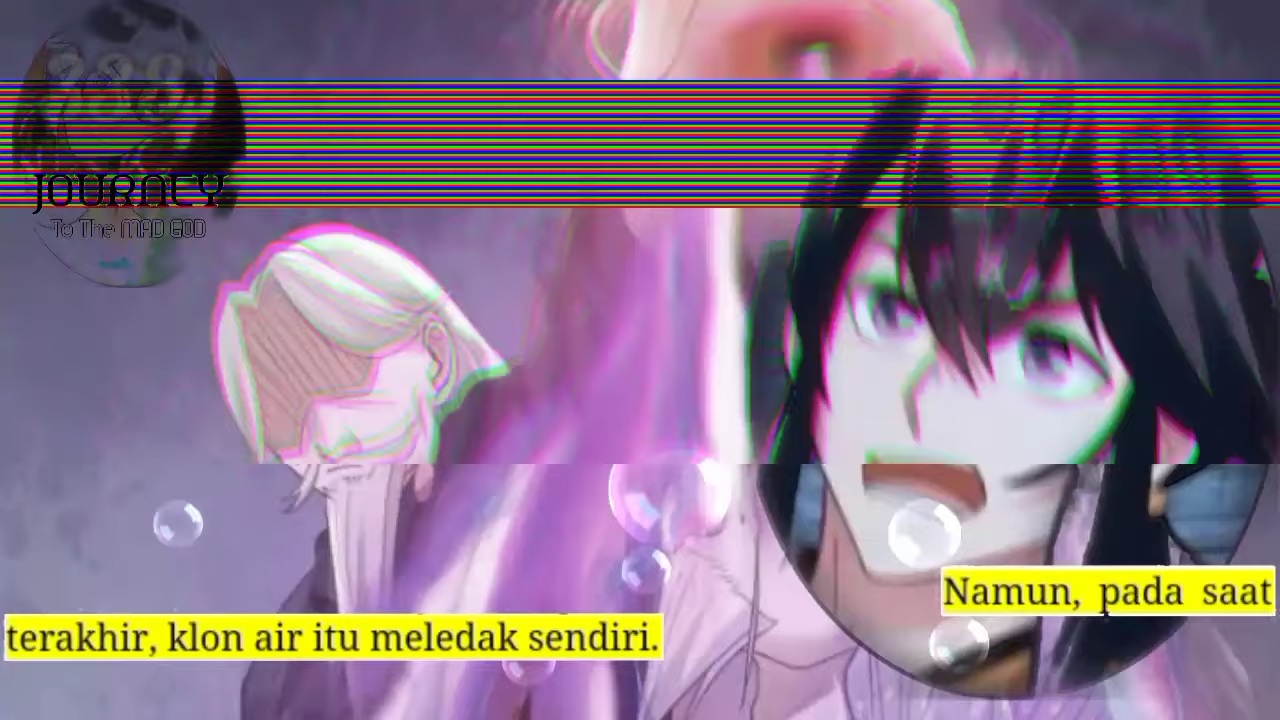 JOURNEY
To The MAD GOD
Namun, pada saat
terakhir, klon air itu meledak sendiri.